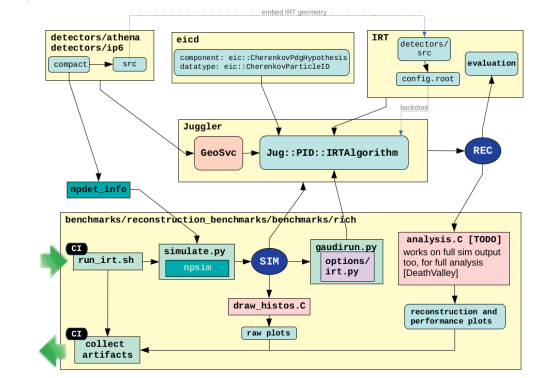 embed IRT geometry
detectors/athena
detectors/ip6
compact
src
eicd
component: eic::CherenkovPdgHypothesis
datatype: eic::CherenkovParticleID
IRT
detectors/
src
config.root
evaluation
backdoor
Juggler
GeoSvc
Jug::PID::IRTAlgorithm
REC
npdet_info
benchmarks/reconstruction_benchmarks/benchmarks/rich
CI
run_irt.sh
simulate.py
npsim
SIM
gaudirun.py
options/
irt.py
analysis.C [TODO]
works on full sim output
too, for full analysis
[DeathValley]
draw_histos.C
raw plots
reconstruction and
performance plots
CI
collect
artifacts